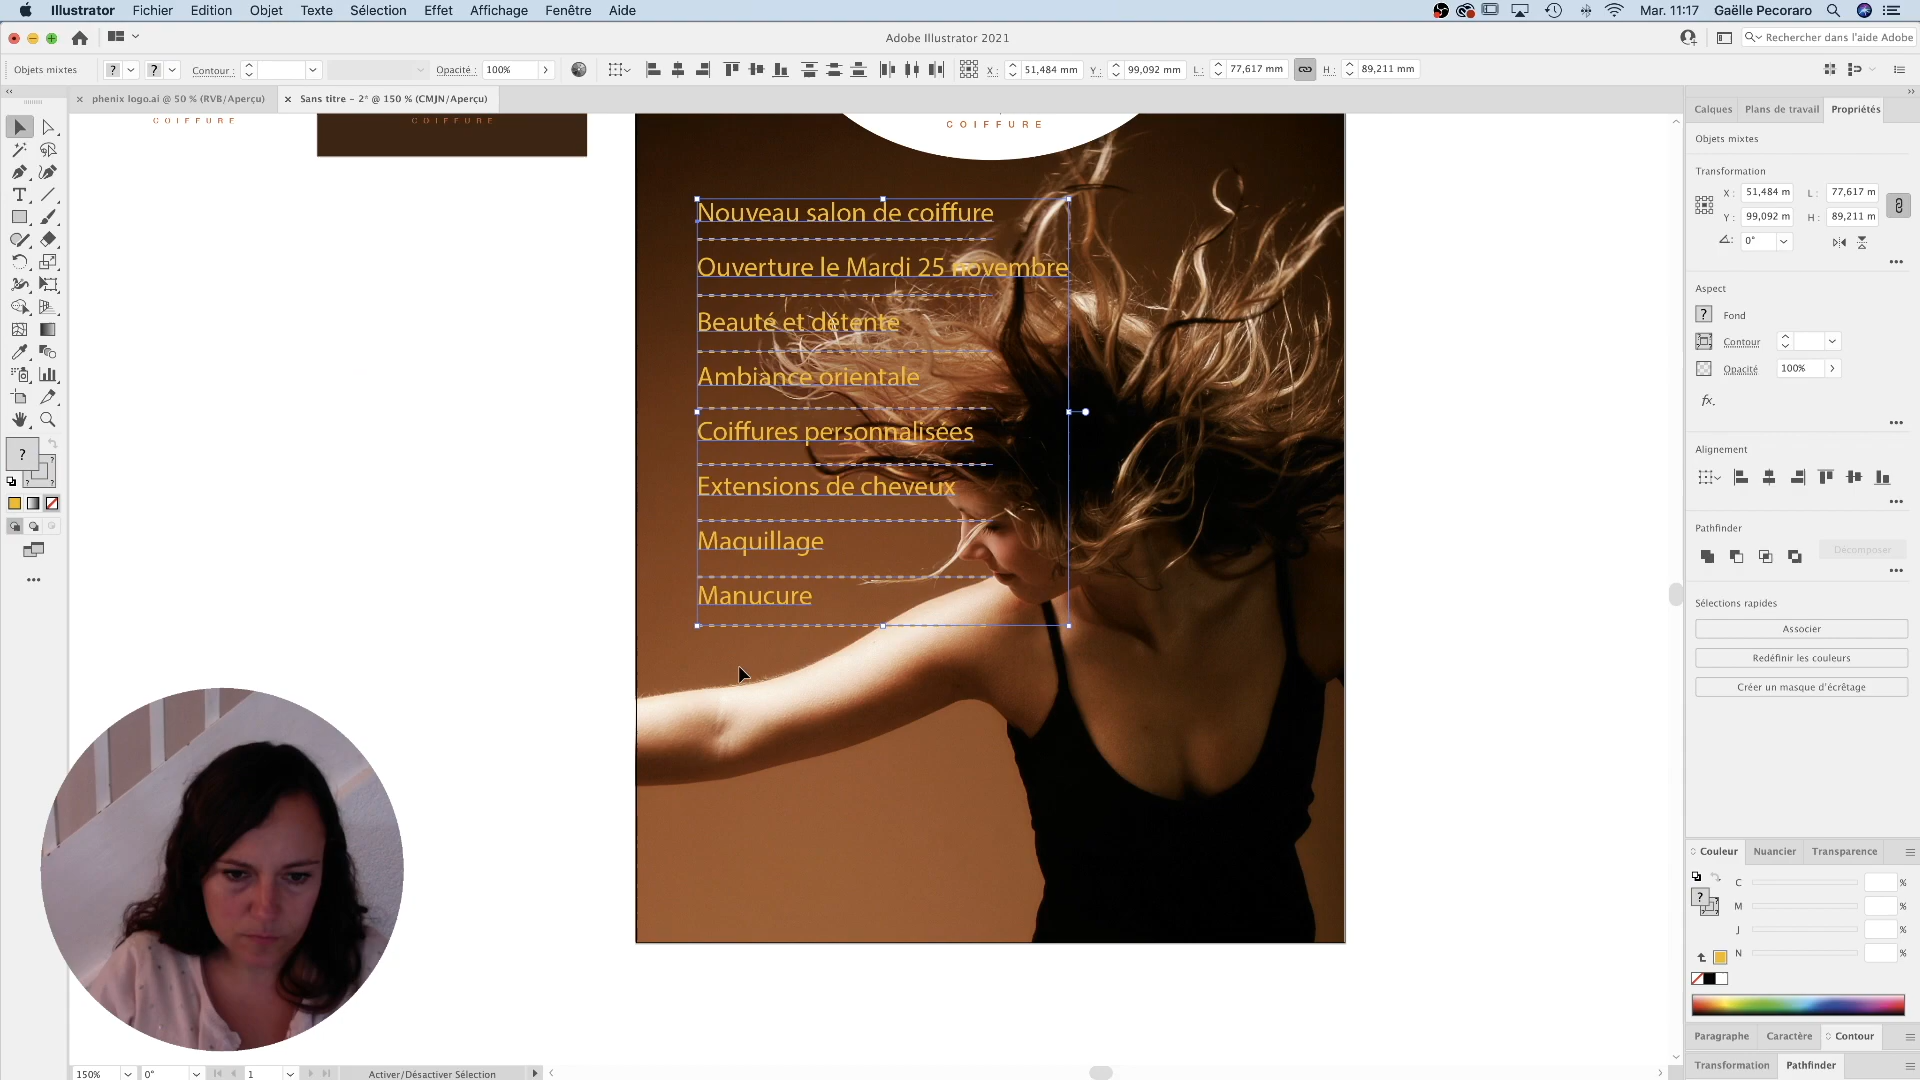 Illustrator Fichier Edition Objet Texte Sélection Effet Affichage Fenêtre Aide
Mar. 11:17 Gaëlle Pecoraro
Adobe Illustrator 2021
Rechercher dans l'aide Adobe
Objets mixtes
? ? Contour : Opacité : 100% X : 51,484 mm Y : 99,092 mm L : 77,617 mm H : 89,211 mm
phenix logo.ai @ 50 % (RVB/Aperçu)
Sans titre – 2* @ 150 % (CMJN/Aperçu)
COIFFURE
COIFFURE
COIFFURE
Nouveau salon de coiffure
Ouverture le Mardi 25 novembre
Beauté et détente
Ambiance orientale
Coiffures personnalisées
Extensions de cheveux
Maquillage
Manucure
Calques Plans de travail Propriétés
Objets mixtes
Transformation
X : 51,484 m L : 77,617 m
Y : 99,092 m H : 89,211 m
0°
Aspect
? Fond
Contour
Opacité 100%
fx.
Alignement
Pathfinder
Décomposer
Sélections rapides
Associer
Redéfinir les couleurs
Créer un masque d'écrêtage
Couleur Nuancier Transparence
C %
M %
J %
N %
Paragraphe Caractère Contour
Transformation Pathfinder
150% 0° 1 Activer/Désactiver Sélection